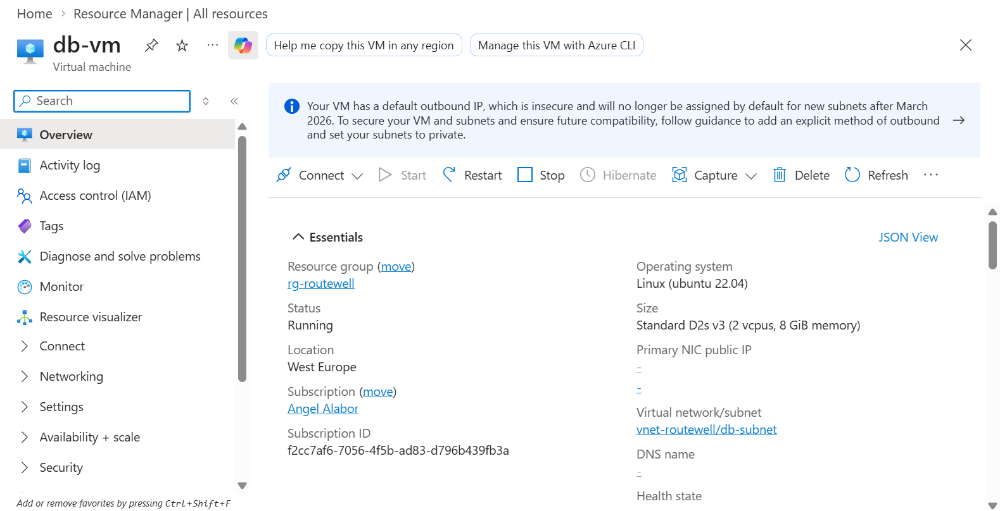 Home > Resource Manager | All resources
db-vm
Virtual machine
Help me copy this VM in any region
Manage this VM with Azure CLI
Search
Overview
Activity log
Access control (IAM)
Tags
Diagnose and solve problems
Monitor
Resource visualizer
Connect
Networking
Settings
Availability + scale
Security
Add or remove favorites by pressing Ctrl+Shift+F
Your VM has a default outbound IP, which is insecure and will no longer be assigned by default for new subnets after March
2026. To secure your VM and subnets and ensure future compatibility, follow guidance to add an explicit method of outbound
and set your subnets to private.
Connect Start Restart Stop Hibernate Capture Delete Refresh ...
Essentials
JSON View
Resource group (move)
rg-routewell
Status
Running
Location
West Europe
Subscription (move)
Angel Alabor
Subscription ID
f2cc7af6-7056-4f5b-ad83-d796b439fb3a
Operating system
Linux (ubuntu 22.04)
Size
Standard D2s v3 (2 vcpus, 8 GiB memory)
Primary NIC public IP
-
-
Virtual network/subnet
vnet-routewell/db-subnet
DNS name
-
Health state